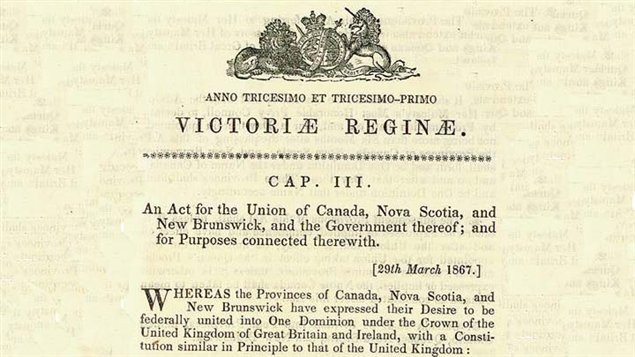 ANNO TRICESIMO ET TRICESIMO-PRIMO
VICTORIÆ REGINÆ.
CAP. III.
An Act for the Union of Canada, Nova Scotia, and
New Brunswick, and the Government thereof; and
for Purposes connected therewith.
[29th March 1867.]
WHEREAS the Provinces of Canada, Nova Scotia, and
New Brunswick have expressed their Desire to be
federally united into One Dominion under the Crown of the
United Kingdom of Great Britain and Ireland, with a Consti-
tution similar in Principle to that of the United Kingdom: